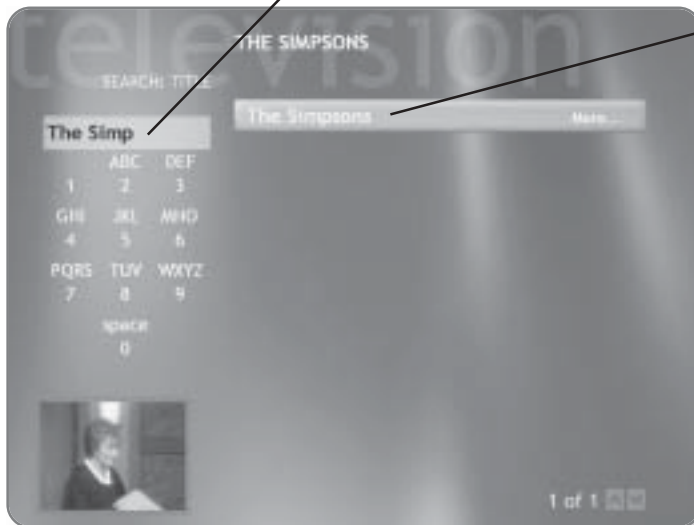 television
THE SIMPSONS
SEARCH: TITLE
The Simpsons More...
The Simp
ABC DEF
1 2 3
GHI JKL MNO
4 5 6
PQRS TUV WXYZ
7 8 9
space
0
1 of 1